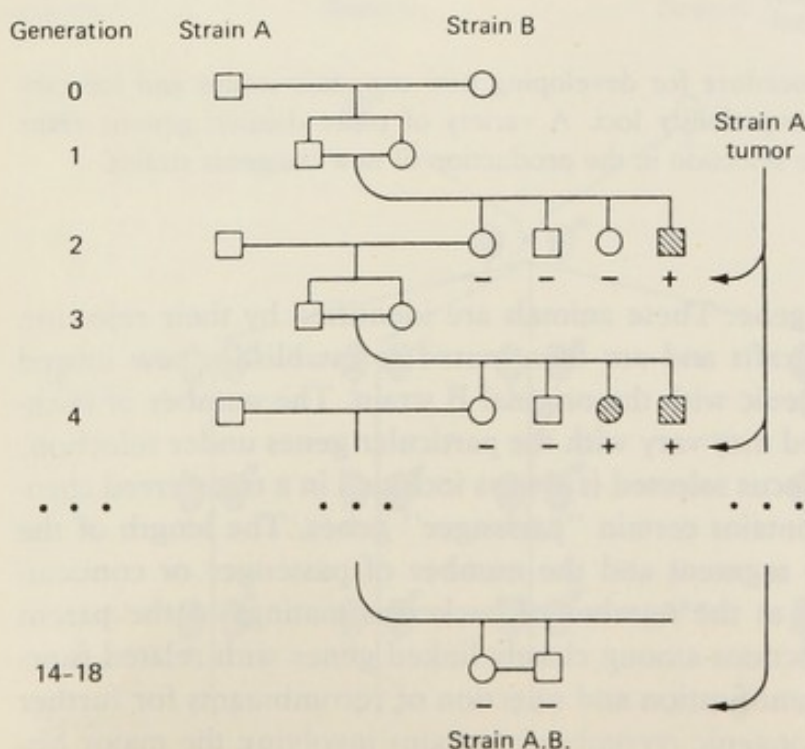 Generation Strain A Strain B
0
Strain A
tumor
1
2
− − − +
3
4
− − + +
• • • • • • • • •
14-18
− −
Strain A.B.